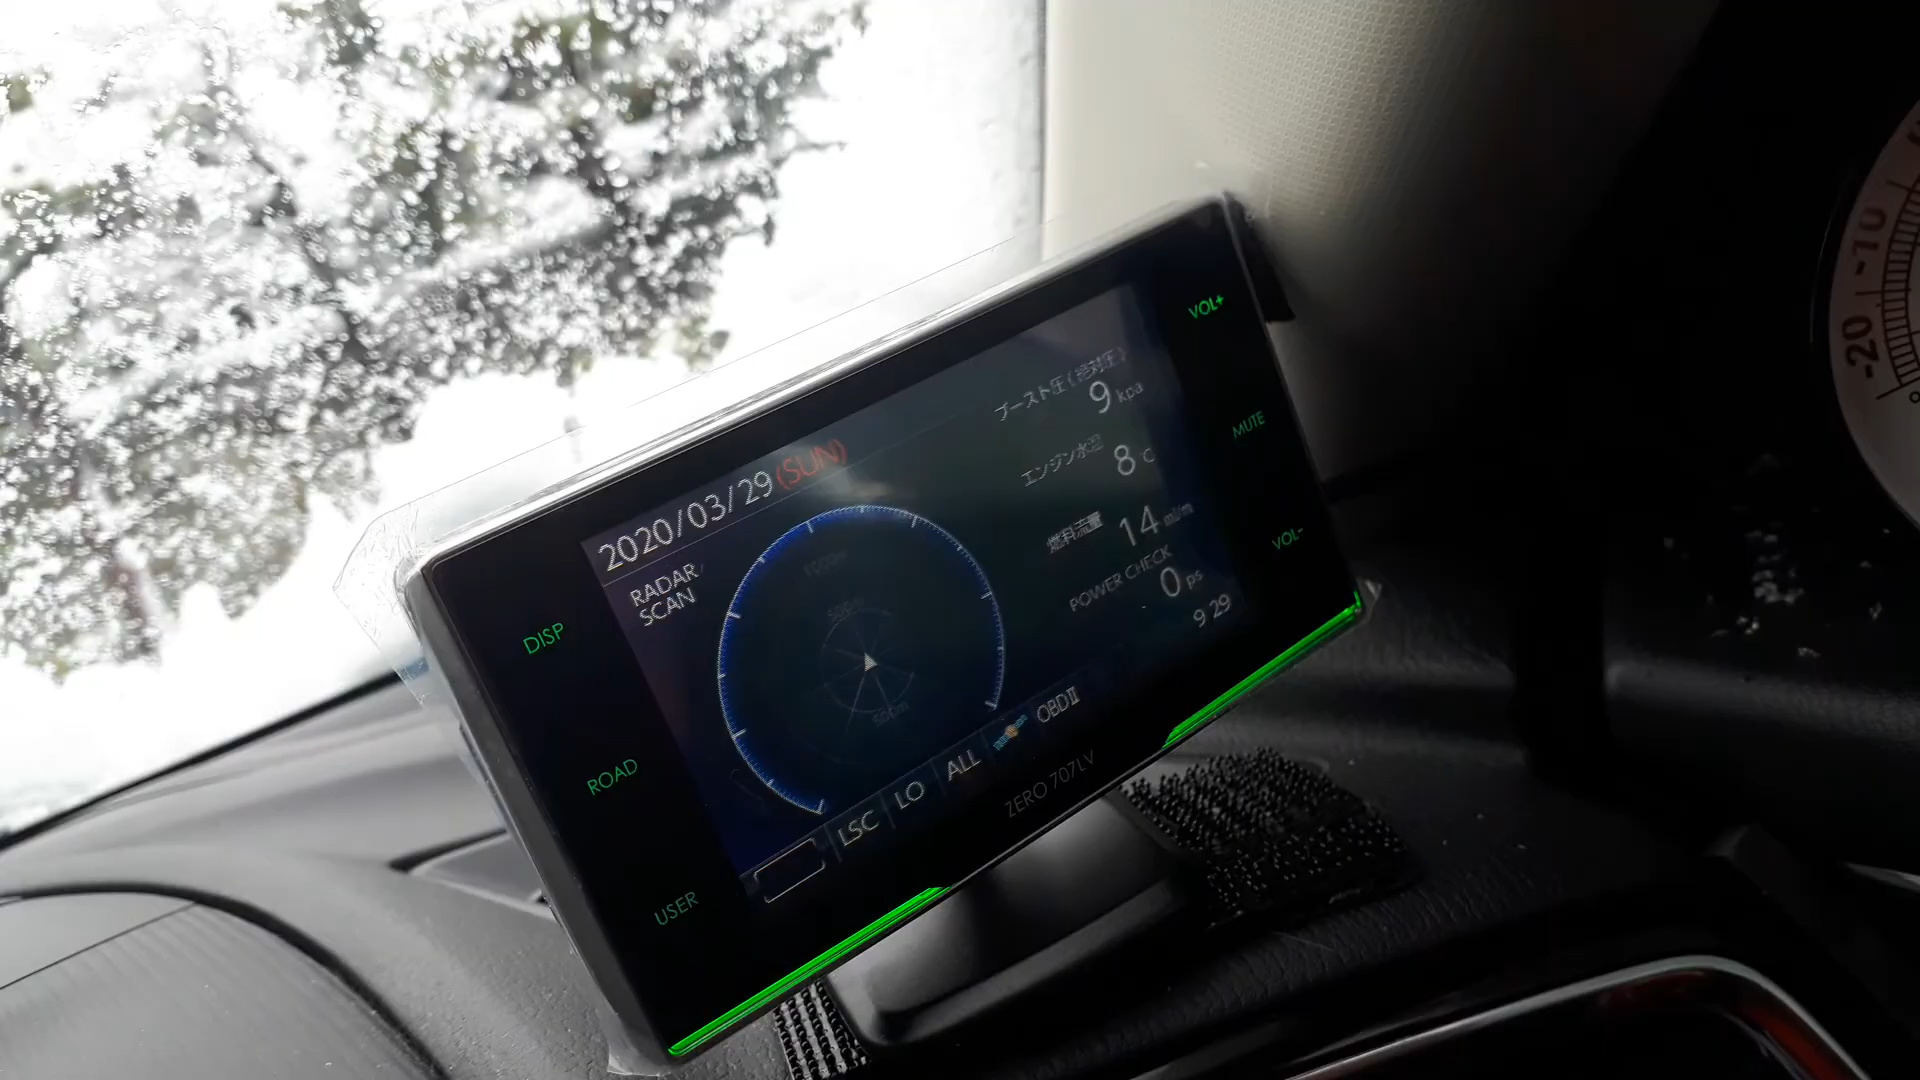 2020/03/29(SUN)
RADAR
SCAN
ブースト圧(絶対圧)
9 kpa
エンジン水温
8℃
燃料流量
14 ml/m
POWER CHECK
0 ps
9 29
500m
LSC
LO
ALL
OBDⅡ
ZERO 707LV
DISP
ROAD
USER
VOL+
MUTE
VOL-
-10
-20